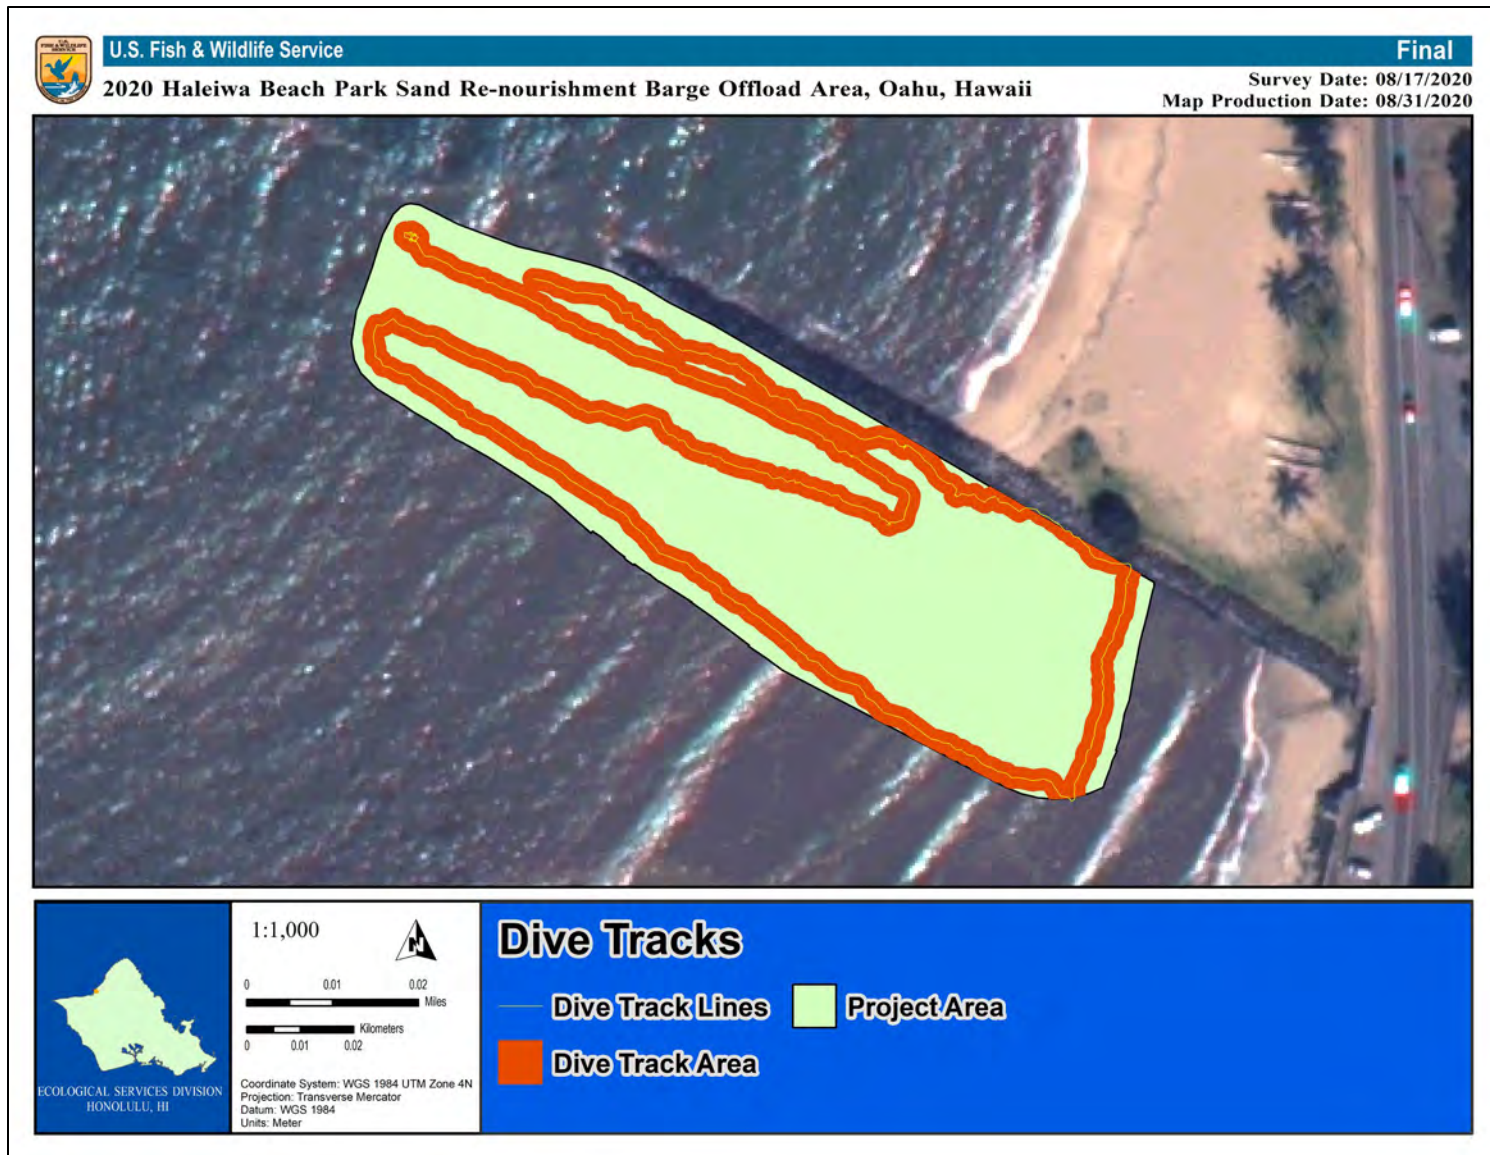 U.S.
FISH & WILDLIFE
SERVICE
U.S. Fish & Wildlife Service
Final
2020 Haleiwa Beach Park Sand Re-nourishment Barge Offload Area, Oahu, Hawaii
Survey Date: 08/17/2020
Map Production Date: 08/31/2020
ECOLOGICAL SERVICES DIVISION
HONOLULU, HI
1:1,000
N
0 0.01 0.02
Miles
Kilometers
0 0.01 0.02
Coordinate System: WGS 1984 UTM Zone 4N
Projection: Transverse Mercator
Datum: WGS 1984
Units: Meter
Dive Tracks
Dive Track Lines
Project Area
Dive Track Area